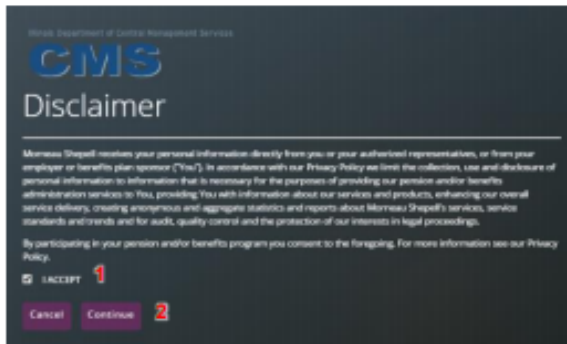 Illinois Department of Central Management Services
CMS
Disclaimer
Morneau Shepell receives your personal information directly from you or your authorized representatives, or from your
employer or benefits plan sponsor ("You"). In accordance with our Privacy Policy we limit the collection, use and disclosure of
personal information to information that is necessary for the purposes of providing our pension and/or benefits
administration services to You, providing You with information about our services and products, enhancing our overall
service delivery, creating anonymous and aggregate statistics and reports about Morneau Shepell's services, service
standards and trends and for audit, quality control and the protection of our interests in legal proceedings.
By participating in your pension and/or benefits program you consent to the foregoing. For more information see our Privacy
Policy.
I ACCEPT 1
Cancel Continue 2